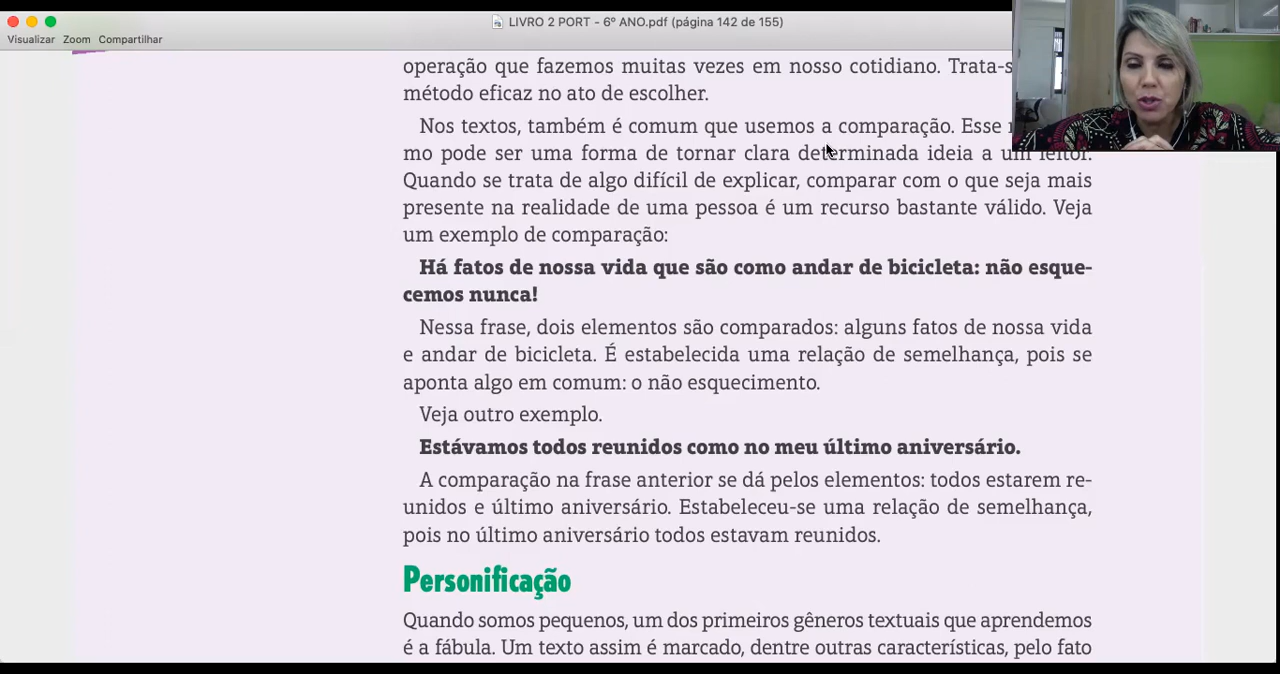 LIVRO 2 PORT - 6º ANO.pdf (página 142 de 155)
Visualizar Zoom Compartilhar
operação que fazemos muitas vezes em nosso cotidiano. Trata-s
método eficaz no ato de escolher.
Nos textos, também é comum que usemos a comparação. Esse
mo pode ser uma forma de tornar clara determinada ideia a um leitor.
Quando se trata de algo difícil de explicar, comparar com o que seja mais
presente na realidade de uma pessoa é um recurso bastante válido. Veja
um exemplo de comparação:
Há fatos de nossa vida que são como andar de bicicleta: não esque-
cemos nunca!
Nessa frase, dois elementos são comparados: alguns fatos de nossa vida
e andar de bicicleta. É estabelecida uma relação de semelhança, pois se
aponta algo em comum: o não esquecimento.
Veja outro exemplo.
Estávamos todos reunidos como no meu último aniversário.
A comparação na frase anterior se dá pelos elementos: todos estarem re-
unidos e último aniversário. Estabeleceu-se uma relação de semelhança,
pois no último aniversário todos estavam reunidos.
Personificação
Quando somos pequenos, um dos primeiros gêneros textuais que aprendemos
é a fábula. Um texto assim é marcado, dentre outras características, pelo fato